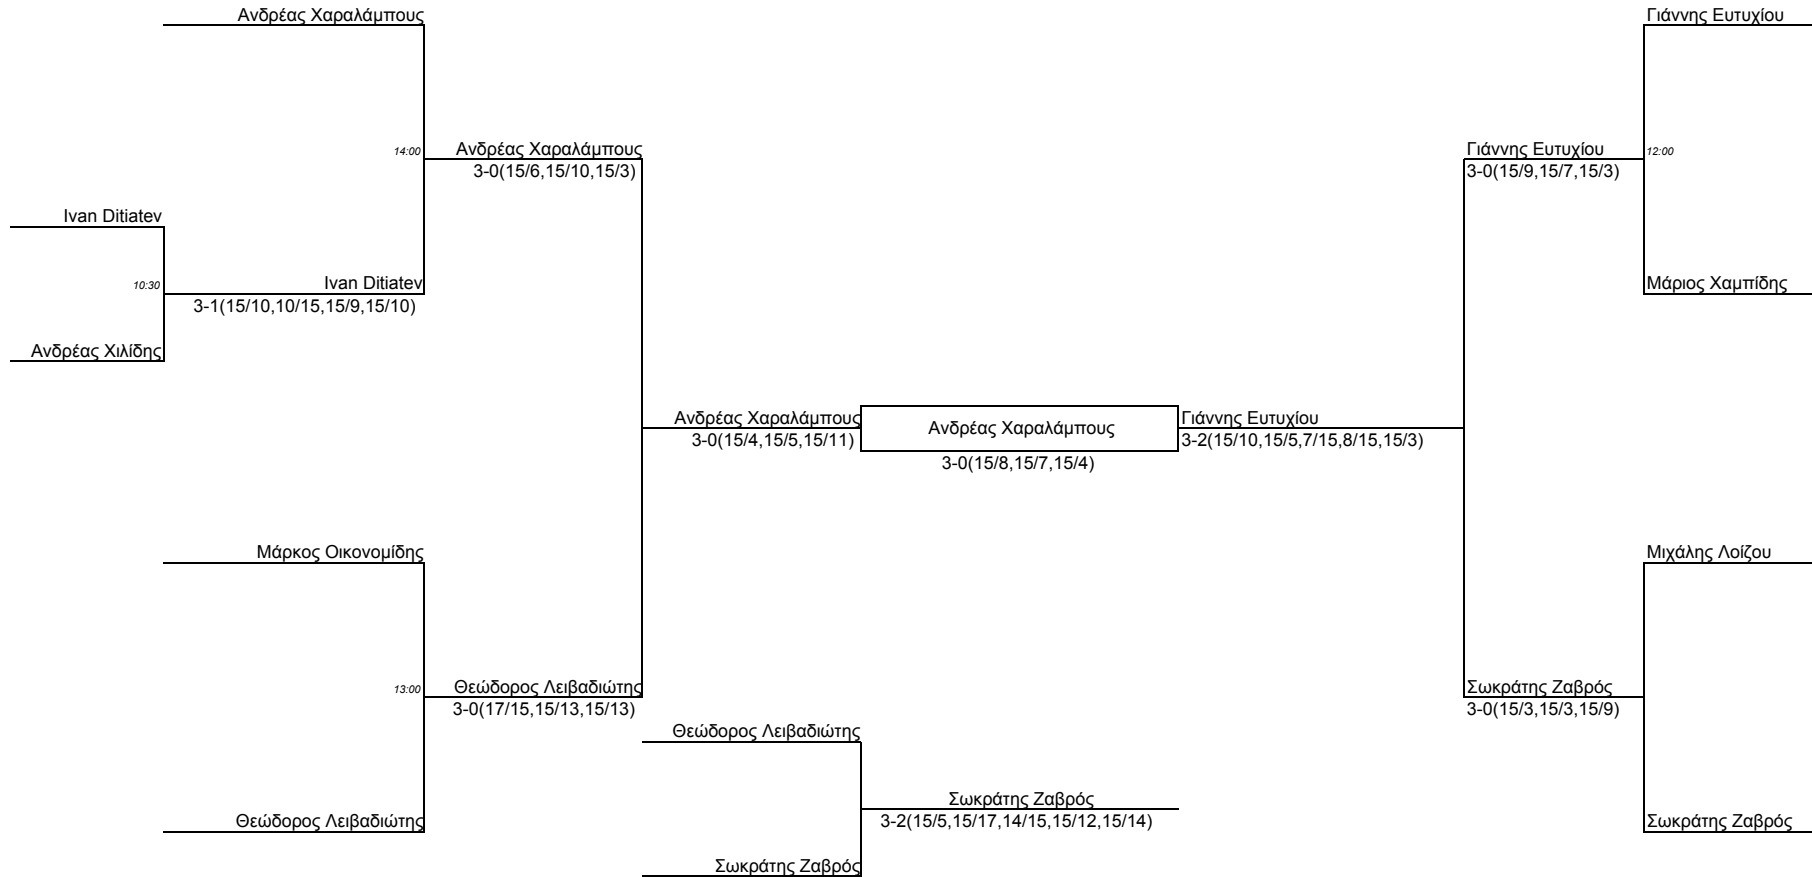 Ανδρέας Χαραλάμπους
Γιάννης Ευτυχίου
14:00
Ανδρέας Χαραλάμπους
3-0(15/6,15/10,15/3)
Γιάννης Ευτυχίου
3-0(15/9,15/7,15/3)
12:00
Ivan Ditiatev
10:30
Ivan Ditiatev
3-1(15/10,10/15,15/9,15/10)
Μάριος Χαμπίδης
Ανδρέας Χιλίδης
Ανδρέας Χαραλάμπους
3-0(15/4,15/5,15/11)
Ανδρέας Χαραλάμπους
3-0(15/8,15/7,15/4)
Γιάννης Ευτυχίου
3-2(15/10,15/5,7/15,8/15,15/3)
Μάρκος Οικονομίδης
Μιχάλης Λοίζου
13:00
Θεώδορος Λειβαδιώτης
3-0(17/15,15/13,15/13)
Σωκράτης Ζαβρός
3-0(15/3,15/3,15/9)
Θεώδορος Λειβαδιώτης
Σωκράτης Ζαβρός
3-2(15/5,15/17,14/15,15/12,15/14)
Θεώδορος Λειβαδιώτης
Σωκράτης Ζαβρός
Σωκράτης Ζαβρός